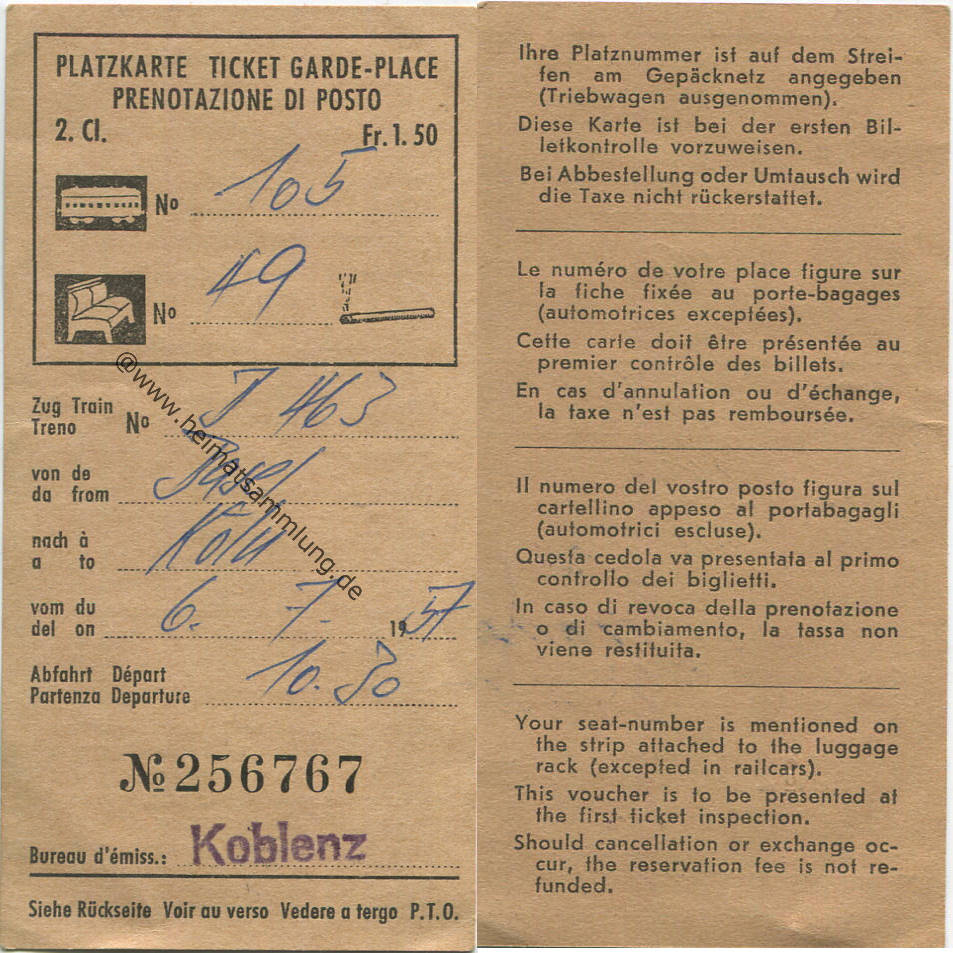 PLATZKARTE TICKET GARDE-PLACE
PRENOTAZIONE DI POSTO
2. Cl. Fr. 1.50
No 105
No 49
Zug Train
Treno No J 463
von de
da from Basel
nach à
a to Köln
vom du
del on 6. 7. 1957
Abfahrt Départ
Partenza Departure 10.30
№ 256767
Bureau d'émiss.: Koblenz
Siehe Rückseite Voir au verso Vedere a tergo P.T.O.
@www.heimatsammlung.de
Ihre Platznummer ist auf dem Strei-
fen am Gepäcknetz angegeben
(Triebwagen ausgenommen).
Diese Karte ist bei der ersten Bil-
letkontrolle vorzuweisen.
Bei Abbestellung oder Umtausch wird
die Taxe nicht rückerstattet.
Le numéro de votre place figure sur
la fiche fixée au porte-bagages
(automotrices exceptées).
Cette carte doit être présentée au
premier contrôle des billets.
En cas d'annulation ou d'échange,
la taxe n'est pas remboursée.
Il numero del vostro posto figura sul
cartellino appeso al portabagagli
(automotrici escluse).
Questa cedola va presentata al primo
controllo dei biglietti.
In caso di revoca della prenotazione
o di cambiamento, la tassa non
viene restituita.
Your seat-number is mentioned on
the strip attached to the luggage
rack (excepted in railcars).
This voucher is to be presented at
the first ticket inspection.
Should cancellation or exchange oc-
cur, the reservation fee is not re-
funded.